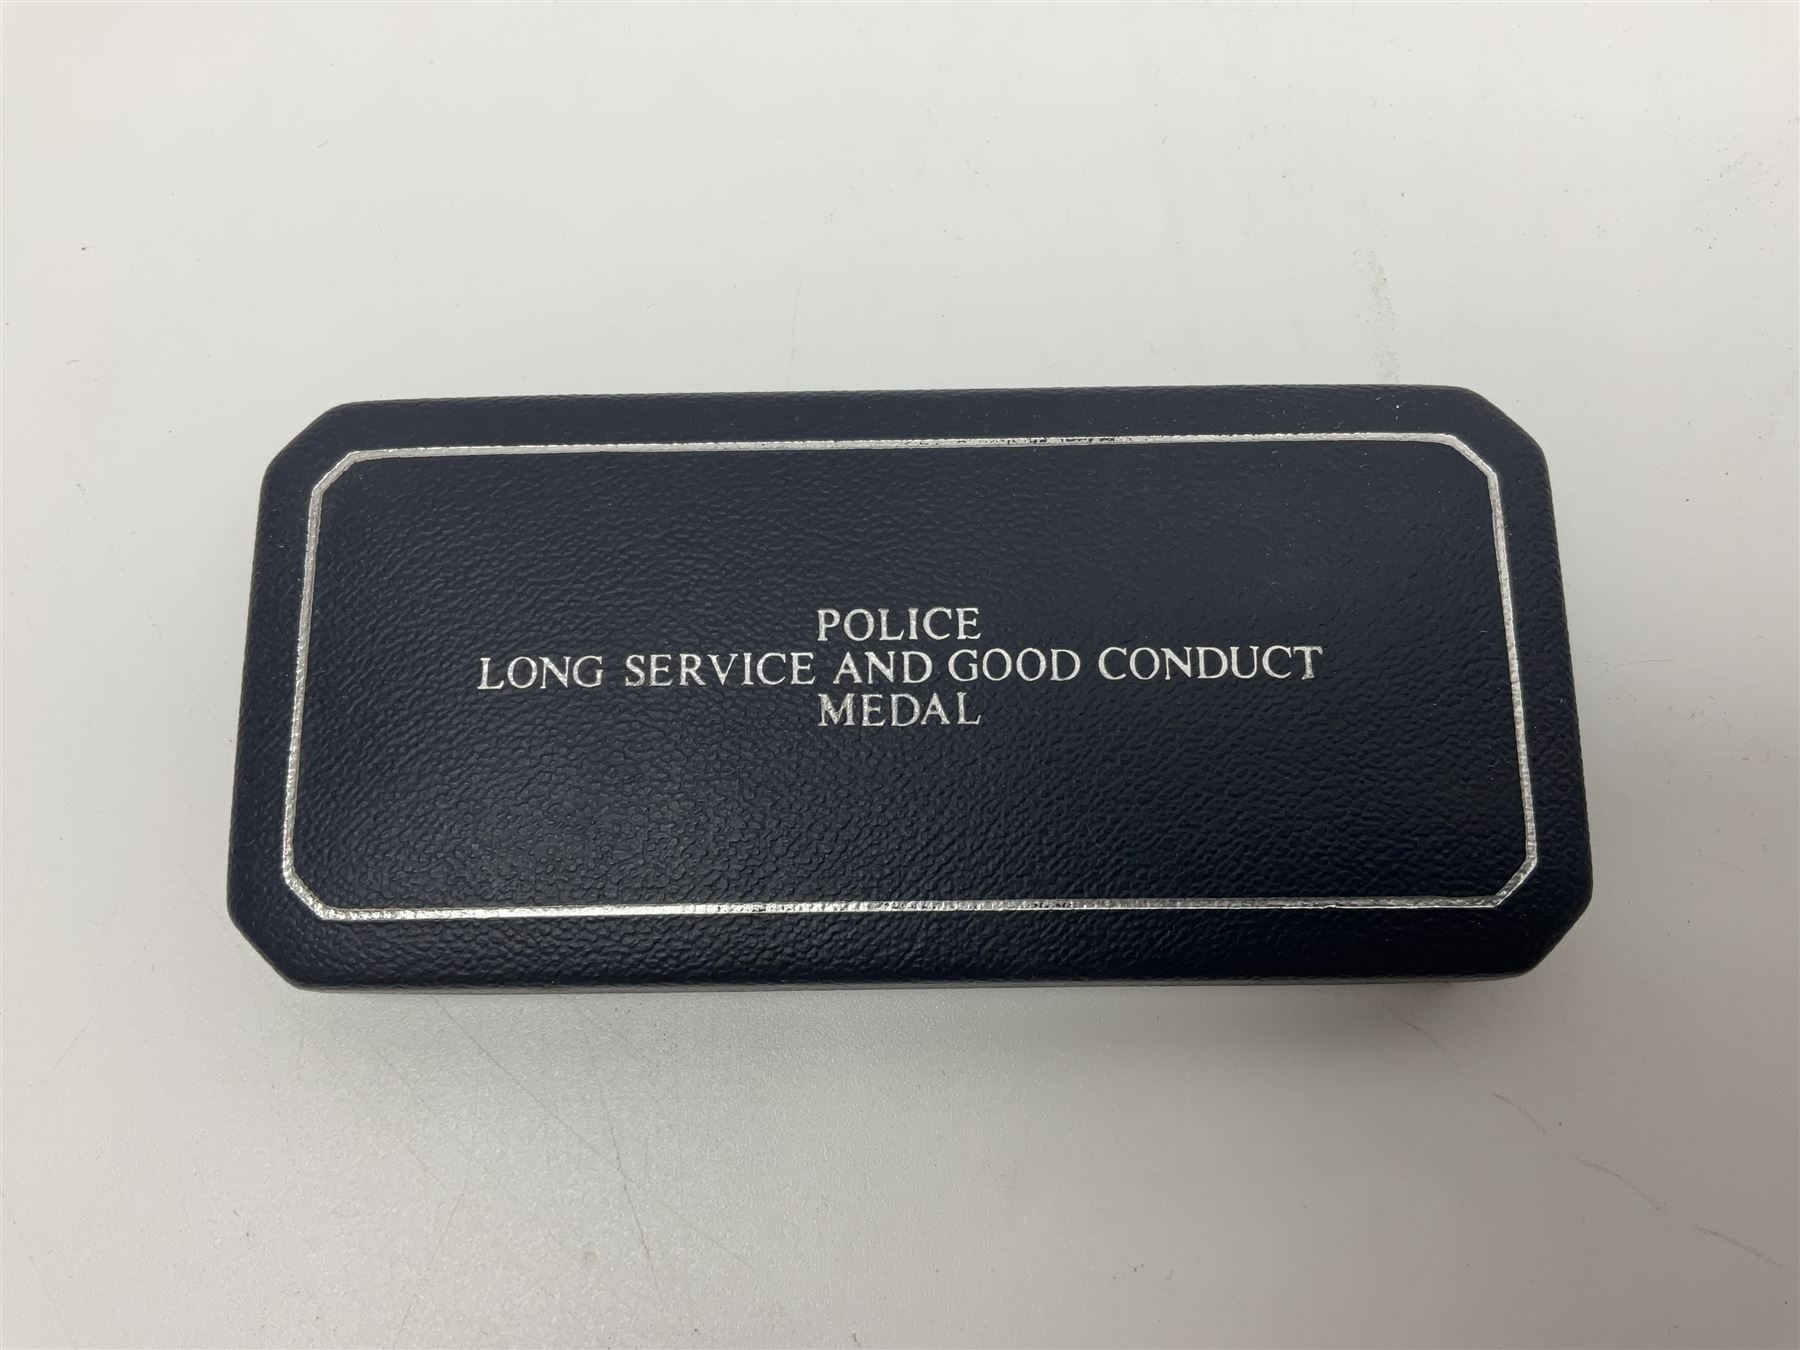 POLICE
LONG SERVICE AND GOOD CONDUCT
MEDAL